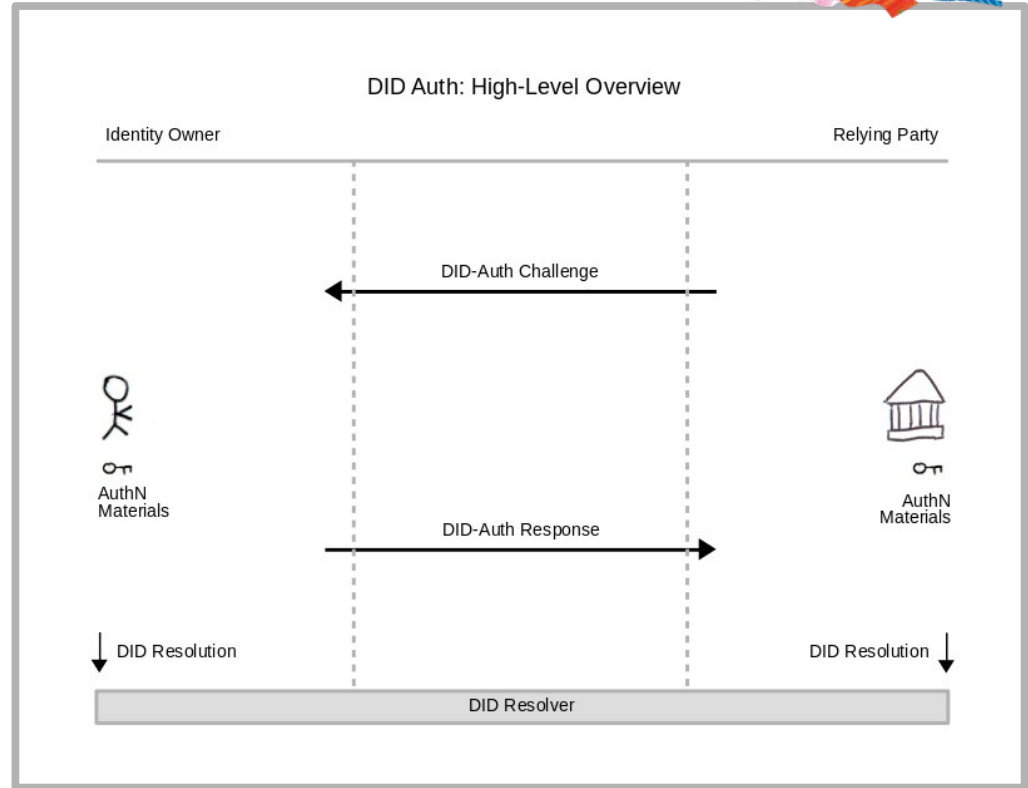 DID Auth: High-Level Overview
Identity Owner
Relying Party
DID-Auth Challenge
AuthN
Materials
AuthN
Materials
DID-Auth Response
DID Resolution
DID Resolution
DID Resolver